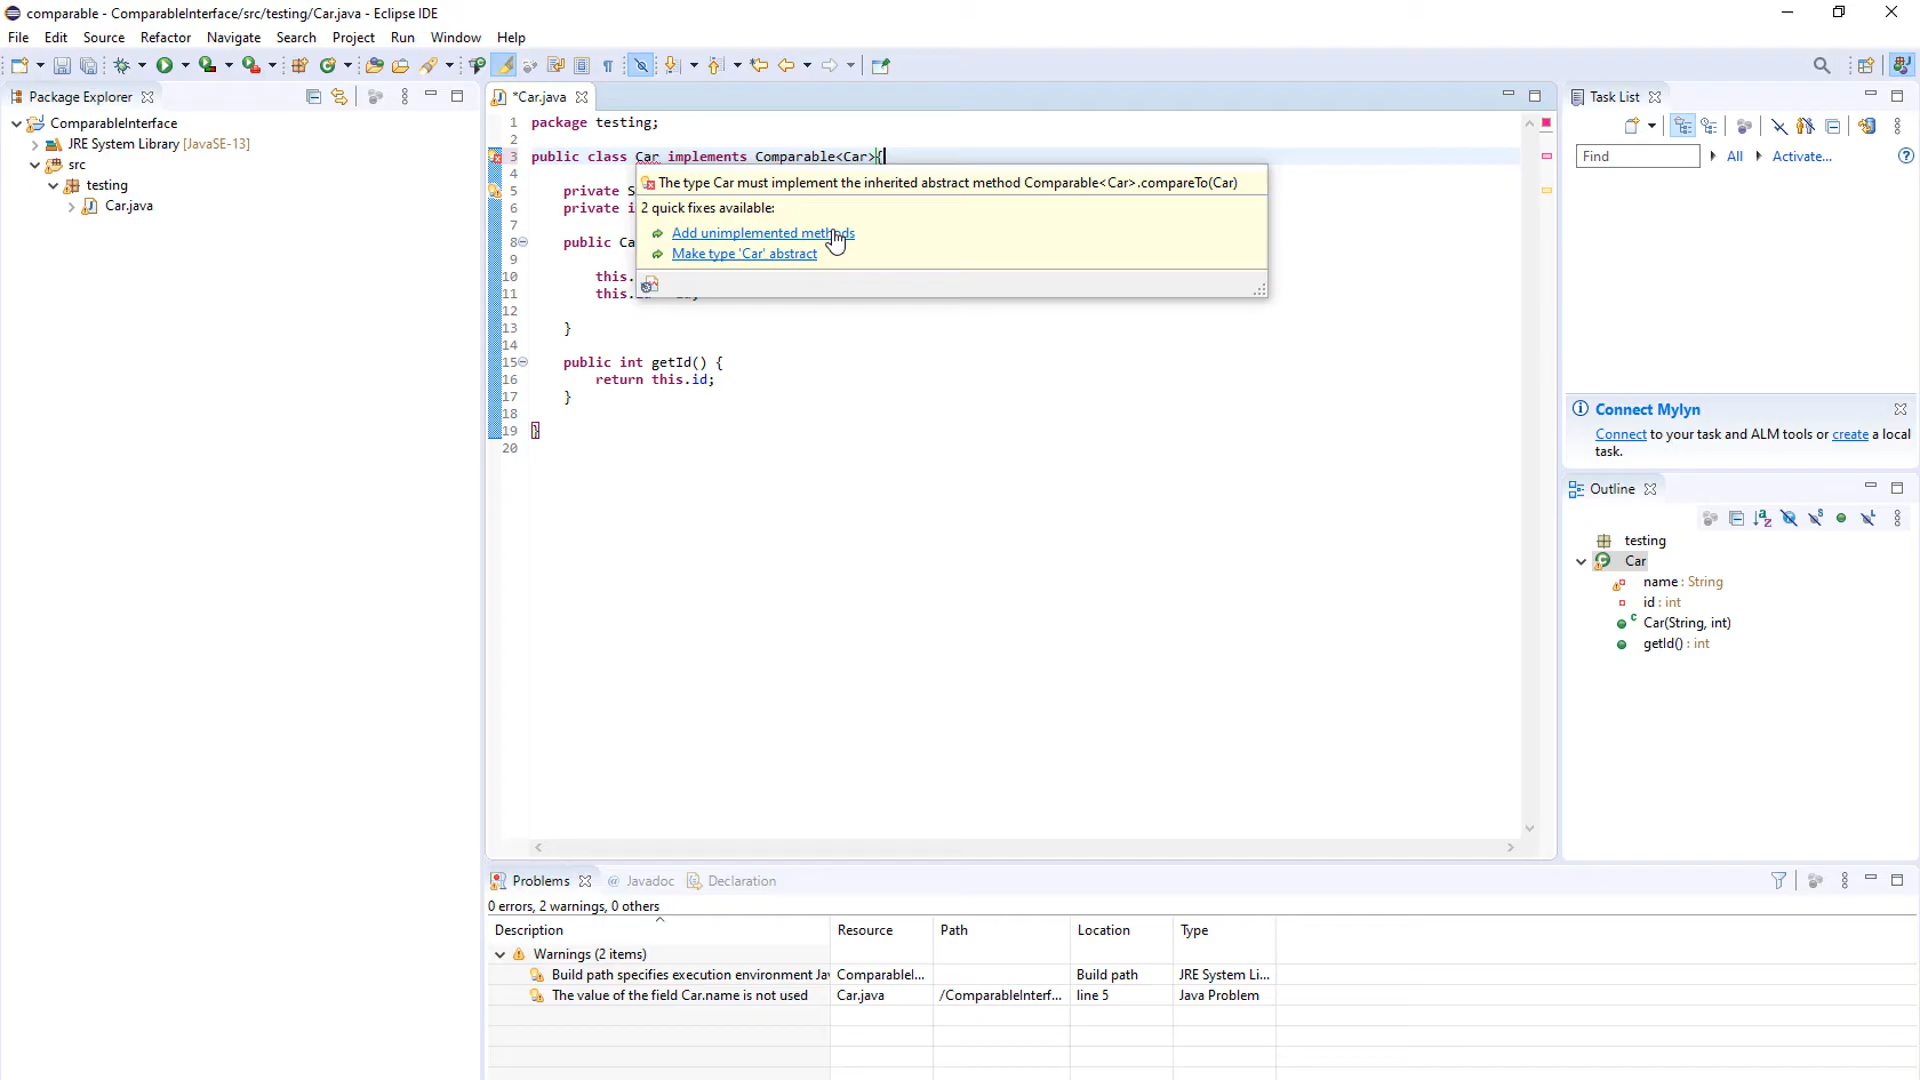 comparable - ComparableInterface/src/testing/Car.java - Eclipse IDE
File Edit Source Refactor Navigate Search Project Run Window Help
Package Explorer
ComparableInterface
JRE System Library [JavaSE-13]
src
testing
Car.java
*Car.java
1 package testing;
2
3 public class Car implements Comparable<Car>{
4
5 private S
6 private i
7
8 public Ca
9
10 this.
11 this.
12
13 }
14
15 public int getId() {
16 return this.id;
17 }
18
19 }
20
The type Car must implement the inherited abstract method Comparable<Car>.compareTo(Car)
2 quick fixes available:
Add unimplemented methods
Make type 'Car' abstract
Task List
Find All Activate...
Connect Mylyn
Connect to your task and ALM tools or create a local
task.
Outline
testing
Car
name : String
id : int
Car(String, int)
getId() : int
Problems Javadoc Declaration
0 errors, 2 warnings, 0 others
Description Resource Path Location Type
Warnings (2 items)
Build path specifies execution environment Ja Comparablel... Build path JRE System Li...
The value of the field Car.name is not used Car.java /ComparableInterf... line 5 Java Problem